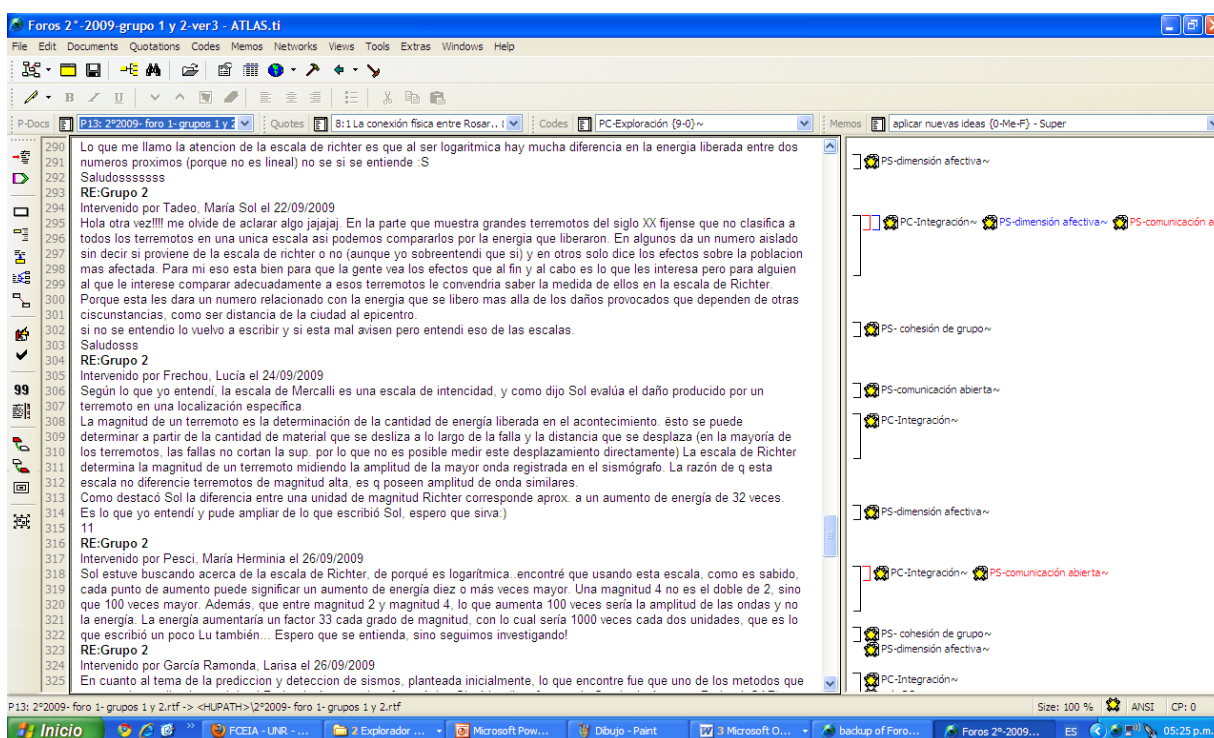 Foros 2°-2009-grupo 1 y 2-ver3 - ATLAS.ti
File Edit Documents Quotations Codes Memos Networks Views Tools Extras Windows Help
B I U
P-Docs P13: 2º2009- foro 1- grupos 1 y 2 Quotes 8:1 La conexión física entre Rosar.. ( Codes PC-Exploración {9-0}~ Memos aplicar nuevas ideas {0-Me-F} - Super
290 Lo que me llamo la atencion de la escala de richter es que al ser logaritmica hay mucha diferencia en la energia liberada entre dos
291 numeros proximos (porque no es lineal) no se si se entiende :S
PS-dimensión afectiva~
292 Saludosssssss
293 RE:Grupo 2
294 Intervenido por Tadeo, María Sol el 22/09/2009
295 Hola otra vez!!!! me olvide de aclarar algo jajajaj. En la parte que muestra grandes terremotos del siglo XX fijense que no clasifica a
PC-Integración~ PS-dimensión afectiva~ PS-comunicación a
296 todos los terremotos en una unica escala asi podemos compararlos por la energia que liberaron. En algunos da un numero aislado
297 sin decir si proviene de la escala de richter o no (aunque yo sobreentendi que si) y en otros solo dice los efectos sobre la poblacion
298 mas afectada. Para mi eso esta bien para que la gente vea los efectos que al fin y al cabo es lo que les interesa pero para alguien
299 al que le interese comparar adecuadamente a esos terremotos le convendria saber la medida de ellos en la escala de Richter.
300 Porque esta les dara un numero relacionado con la energia que se libero mas alla de los daños provocados que dependen de otras
301 ciscunstancias, como ser distancia de la ciudad al epicentro.
302 si no se entendio lo vuelvo a escribir y si esta mal avisen pero entendi eso de las escalas.
PS- cohesión de grupo~
303 Saludosss
304 RE:Grupo 2
305 Intervenido por Frechou, Lucía el 24/09/2009
306 Según lo que yo entendí, la escala de Mercalli es una escala de intencidad, y como dijo Sol evalúa el daño producido por un
PS-comunicación abierta~
307 terremoto en una localización específica.
308 La magnitud de un terremoto es la determinación de la cantidad de energía liberada en el acontecimiento. ësto se puede
PC-Integración~
309 determinar a partir de la cantidad de material que se desliza a lo largo de la falla y la distancia que se desplaza (en la mayoría de
310 los terremotos, las fallas no cortan la sup. por lo que no es posible medir este desplazamiento directamente) La escala de Richter
311 determina la magnitud de un terremoto midiendo la amplitud de la mayor onda registrada en el sismógrafo. La razón de q esta
312 escala no diferencie terremotos de magnitud alta, es q poseen amplitud de onda similares.
313 Como destacó Sol la diferencia entre una unidad de magnitud Richter corresponde aprox. a un aumento de energía de 32 veces.
314 Es lo que yo entendí y pude ampliar de lo que escribió Sol, espero que sirva:)
PS-dimensión afectiva~
315 11
316 RE:Grupo 2
317 Intervenido por Pesci, María Herminia el 26/09/2009
318 Sol estuve buscando acerca de la escala de Richter, de porqué es logarítmica..encontré que usando esta escala, como es sabido,
PC-Integración~ PS-comunicación abierta~
319 cada punto de aumento puede significar un aumento de energía diez o más veces mayor. Una magnitud 4 no es el doble de 2, sino
320 que 100 veces mayor. Además, que entre magnitud 2 y magnitud 4, lo que aumenta 100 veces sería la amplitud de las ondas y no
321 la energía. La energía aumentaría un factor 33 cada grado de magnitud, con lo cual sería 1000 veces cada dos unidades, que es lo
322 que escribió un poco Lu también... Espero que se entienda, sino seguimos investigando!
PS- cohesión de grupo~
323 RE:Grupo 2
PS-dimensión afectiva~
324 Intervenido por García Ramonda, Larisa el 26/09/2009
325 En cuanto al tema de la prediccion y deteccion de sismos, planteada inicialmente, lo que encontre fue que uno de los metodos que
PC-Integración~
P13: 2º2009- foro 1- grupos 1 y 2.rtf -> <HUPATH>\2º2009- foro 1- grupos 1 y 2.rtf Size: 100 % ANSI CP: 0
Inicio FCEIA - UNR - ... 2 Explorador ... Microsoft Pow... Dibujo - Paint 3 Microsoft O... backup of Foro... Foros 2º-2009... ES 05:25 p.m.